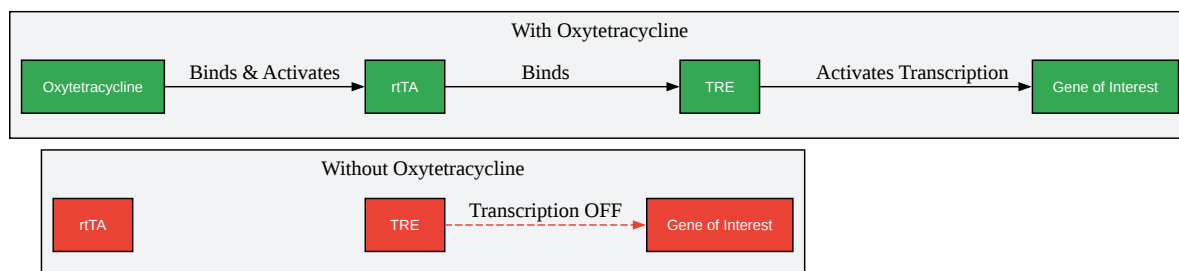 With Oxytetracycline
Oxytetracycline
Binds & Activates
rtTA
Binds
TRE
Activates Transcription
Gene of Interest
Without Oxytetracycline
rtTA
TRE
Transcription OFF
Gene of Interest